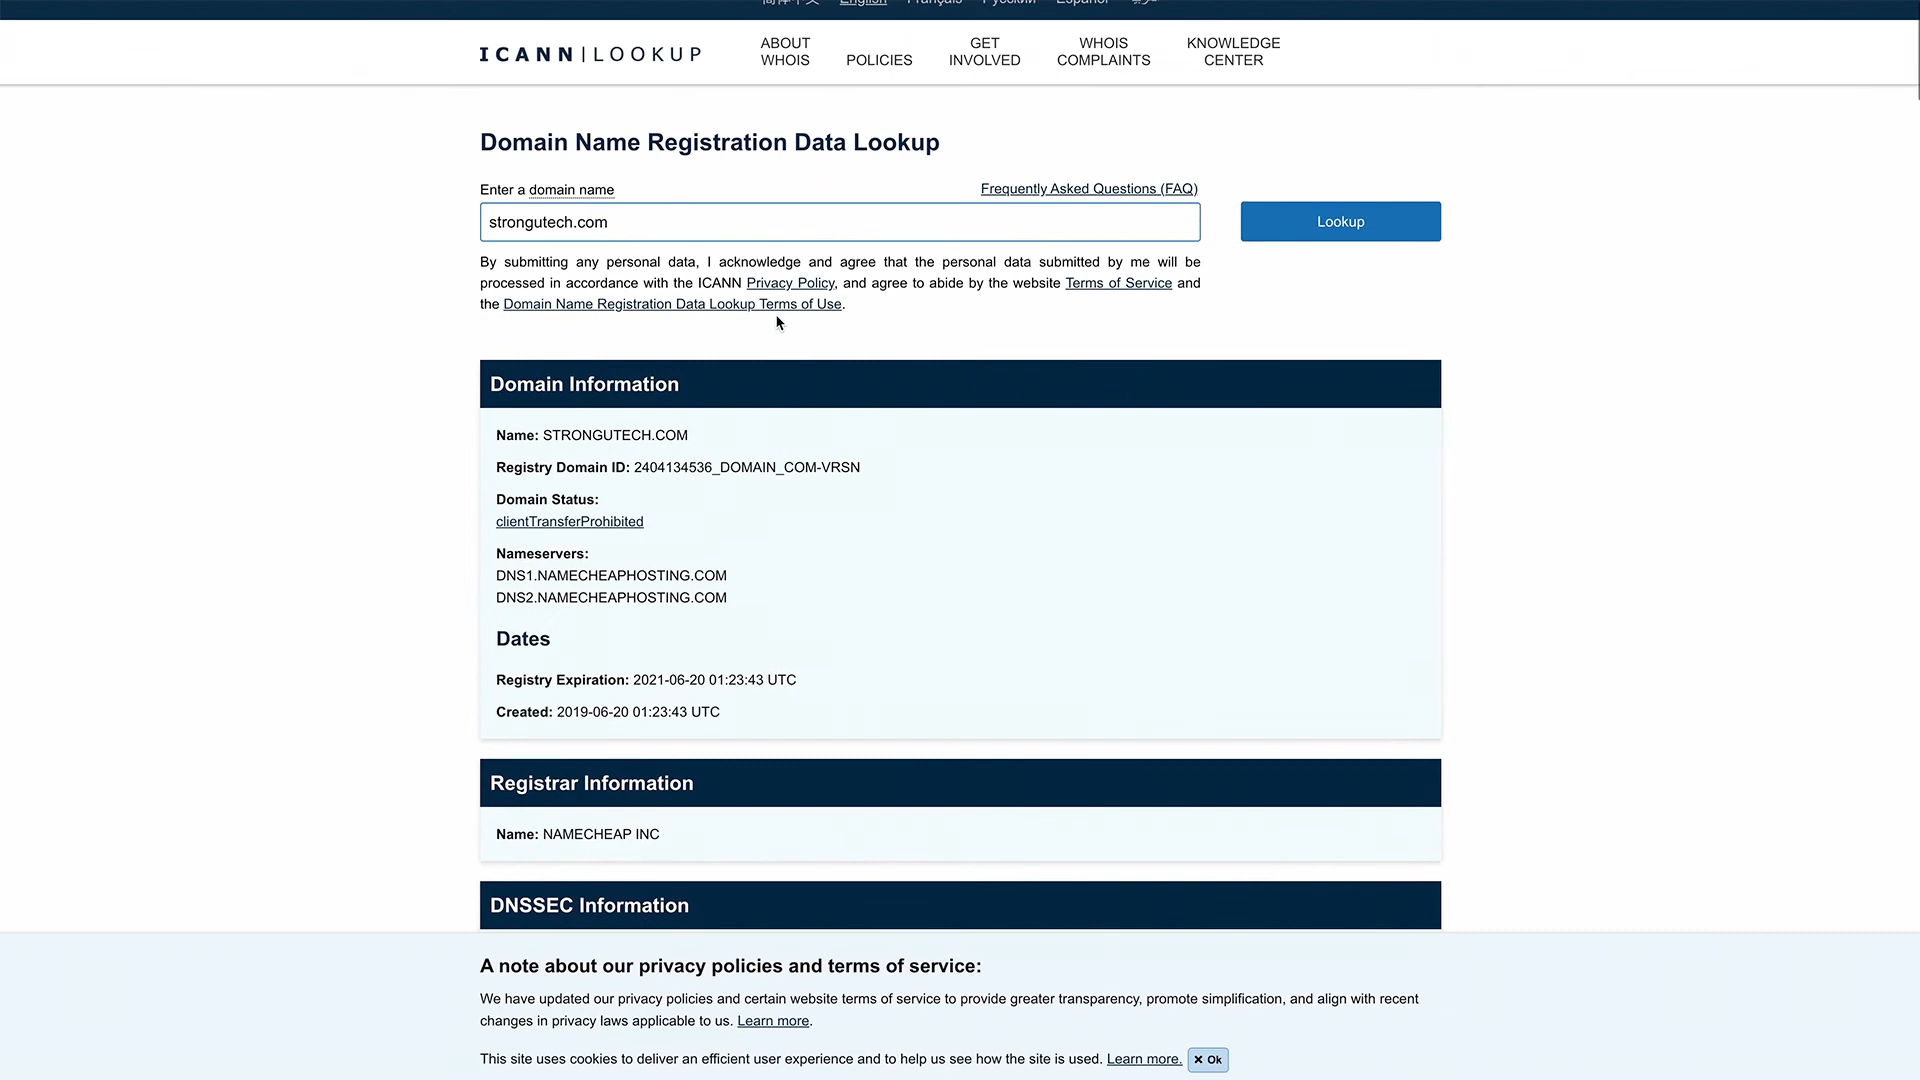 English
ICANN | LOOKUP
ABOUT WHOIS
POLICIES
GET INVOLVED
WHOIS COMPLAINTS
KNOWLEDGE CENTER
Domain Name Registration Data Lookup
Enter a domain name
Frequently Asked Questions (FAQ)
strongutech.com
Lookup
By submitting any personal data, I acknowledge and agree that the personal data submitted by me will be
processed in accordance with the ICANN Privacy Policy, and agree to abide by the website Terms of Service and
the Domain Name Registration Data Lookup Terms of Use.
Domain Information
Name: STRONGUTECH.COM
Registry Domain ID: 2404134536_DOMAIN_COM-VRSN
Domain Status:
clientTransferProhibited
Nameservers:
DNS1.NAMECHEAPHOSTING.COM
DNS2.NAMECHEAPHOSTING.COM
Dates
Registry Expiration: 2021-06-20 01:23:43 UTC
Created: 2019-06-20 01:23:43 UTC
Registrar Information
Name: NAMECHEAP INC
DNSSEC Information
A note about our privacy policies and terms of service:
We have updated our privacy policies and certain website terms of service to provide greater transparency, promote simplification, and align with recent
changes in privacy laws applicable to us. Learn more.
This site uses cookies to deliver an efficient user experience and to help us see how the site is used. Learn more. × Ok